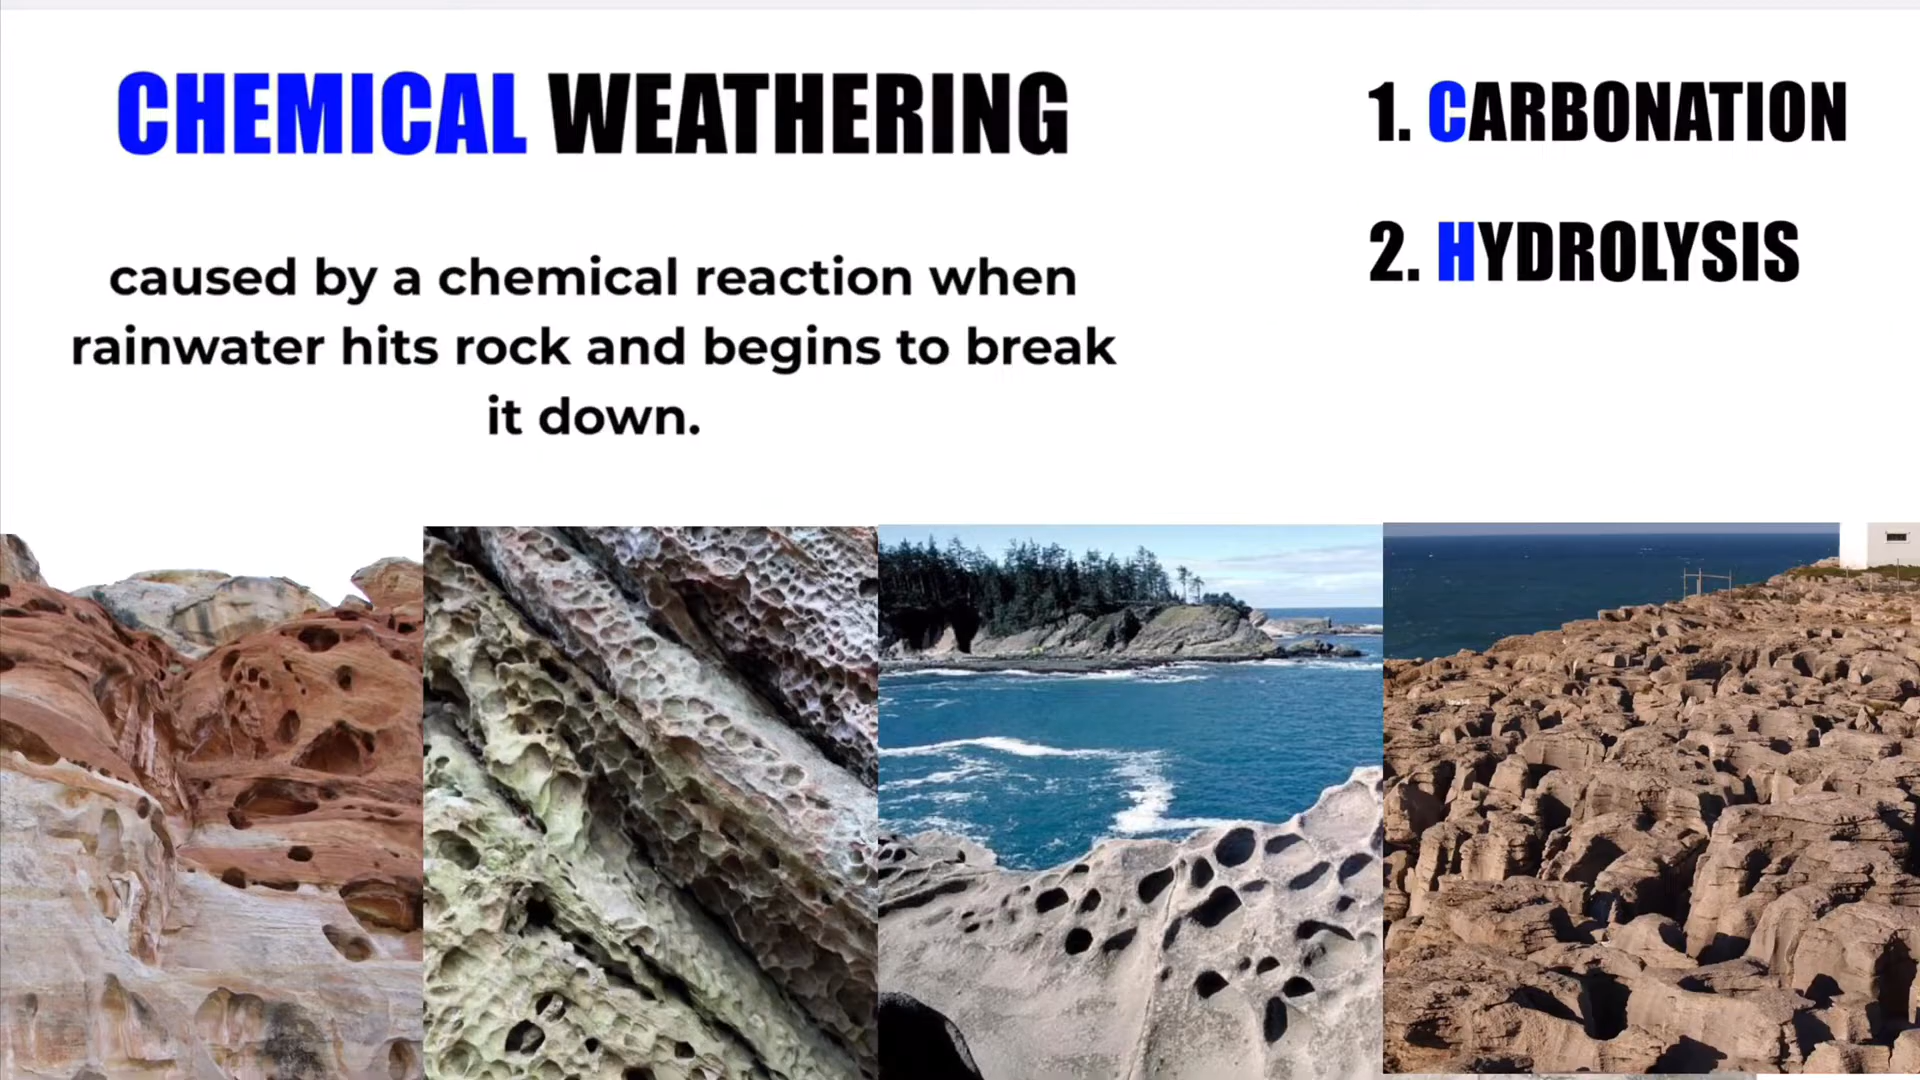 CHEMICAL WEATHERING
caused by a chemical reaction when
rainwater hits rock and begins to break
it down.
1. CARBONATION
2. HYDROLYSIS